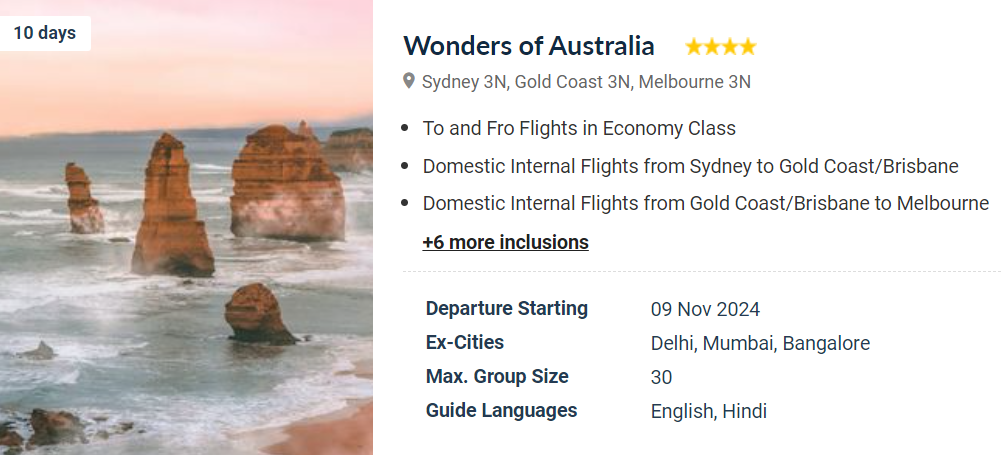 10 days
Wonders of Australia
Sydney 3N, Gold Coast 3N, Melbourne 3N
To and Fro Flights in Economy Class
Domestic Internal Flights from Sydney to Gold Coast/Brisbane
Domestic Internal Flights from Gold Coast/Brisbane to Melbourne
+6 more inclusions
Departure Starting 09 Nov 2024
Ex-Cities Delhi, Mumbai, Bangalore
Max. Group Size 30
Guide Languages English, Hindi